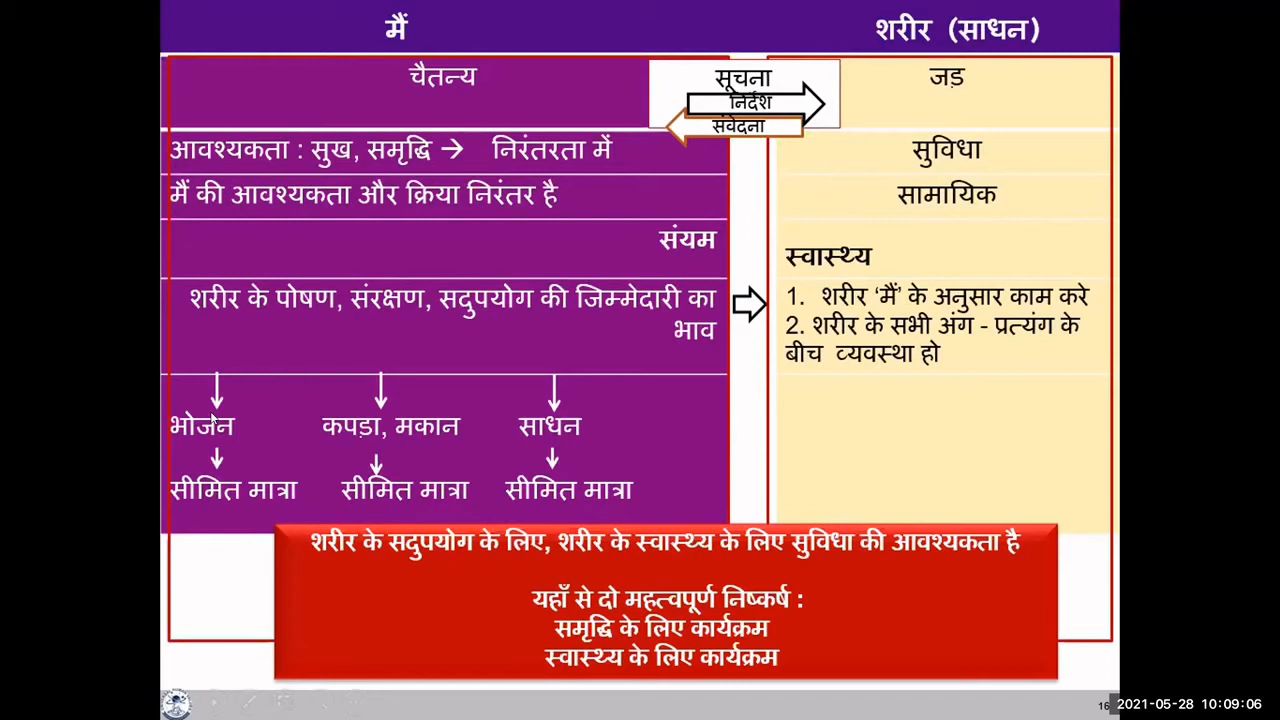 मैं
शरीर (साधन)
चैतन्य
सूचना
जड़
निर्देश
संवेदना
आवश्यकता : सुख, समृद्धि → निरंतरता में
सुविधा
मैं की आवश्यकता और क्रिया निरंतर है
सामायिक
संयम
स्वास्थ्य
शरीर के पोषण, संरक्षण, सदुपयोग की जिम्मेदारी का
भाव
1. शरीर ‘मैं’ के अनुसार काम करे
2. शरीर के सभी अंग - प्रत्यंग के
बीच व्यवस्था हो
भोजन कपड़ा, मकान साधन
सीमित मात्रा सीमित मात्रा सीमित मात्रा
शरीर के सदुपयोग के लिए, शरीर के स्वास्थ्य के लिए सुविधा की आवश्यकता है
यहाँ से दो महत्वपूर्ण निष्कर्ष :
समृद्धि के लिए कार्यक्रम
स्वास्थ्य के लिए कार्यक्रम
16
2021-05-28 10:09:06